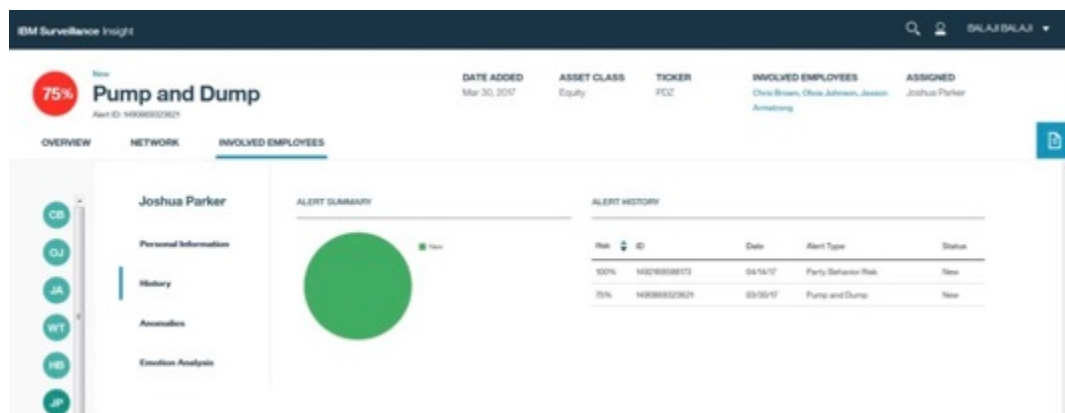 IBM Surveillance Insight
BALAJI BALAJI
75%
New
Pump and Dump
Alert ID: 1490869323621
DATE ADDED
Mar 30, 2017
ASSET CLASS
Equity
TICKER
PDZ
INVOLVED EMPLOYEES
Chris Brown, Olivia Johnson, Jaxson
Armstrong
ASSIGNED
Joshua Parker
OVERVIEW NETWORK INVOLVED EMPLOYEES
CB
OJ
JA
WT
HB
JP
Joshua Parker
Personal Information
History
Anomalies
Emotion Analysis
ALERT SUMMARY
New
ALERT HISTORY
Risk ID Date Alert Type Status
100% 04/14/17 Party Behavior Risk New
75% 1490869323621 03/30/17 Pump and Dump New